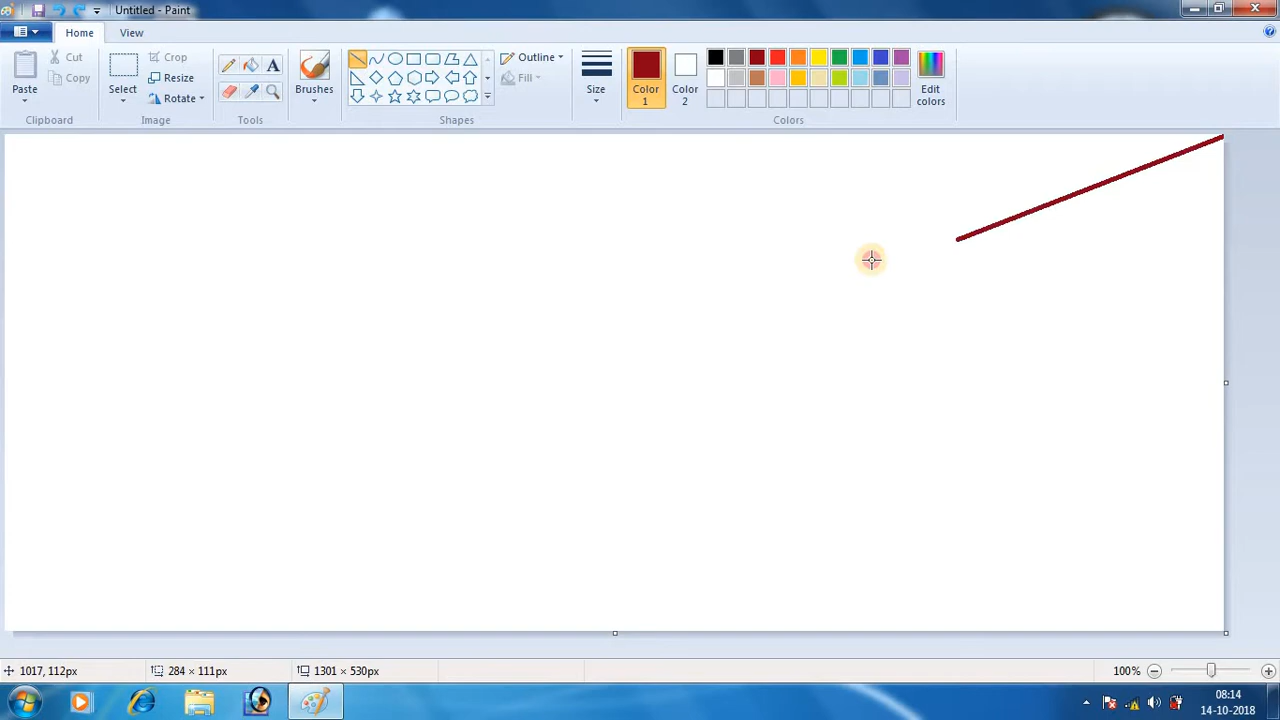 Untitled - Paint
Home View
Paste
Cut
Copy
Clipboard
Select
Crop
Resize
Rotate
Image
A
Tools
Brushes
Outline
Fill
Shapes
Size
Color 1
Color 2
Edit colors
Colors
1017, 112px 284 × 111px 1301 × 530px 100%
08:14
14-10-2018